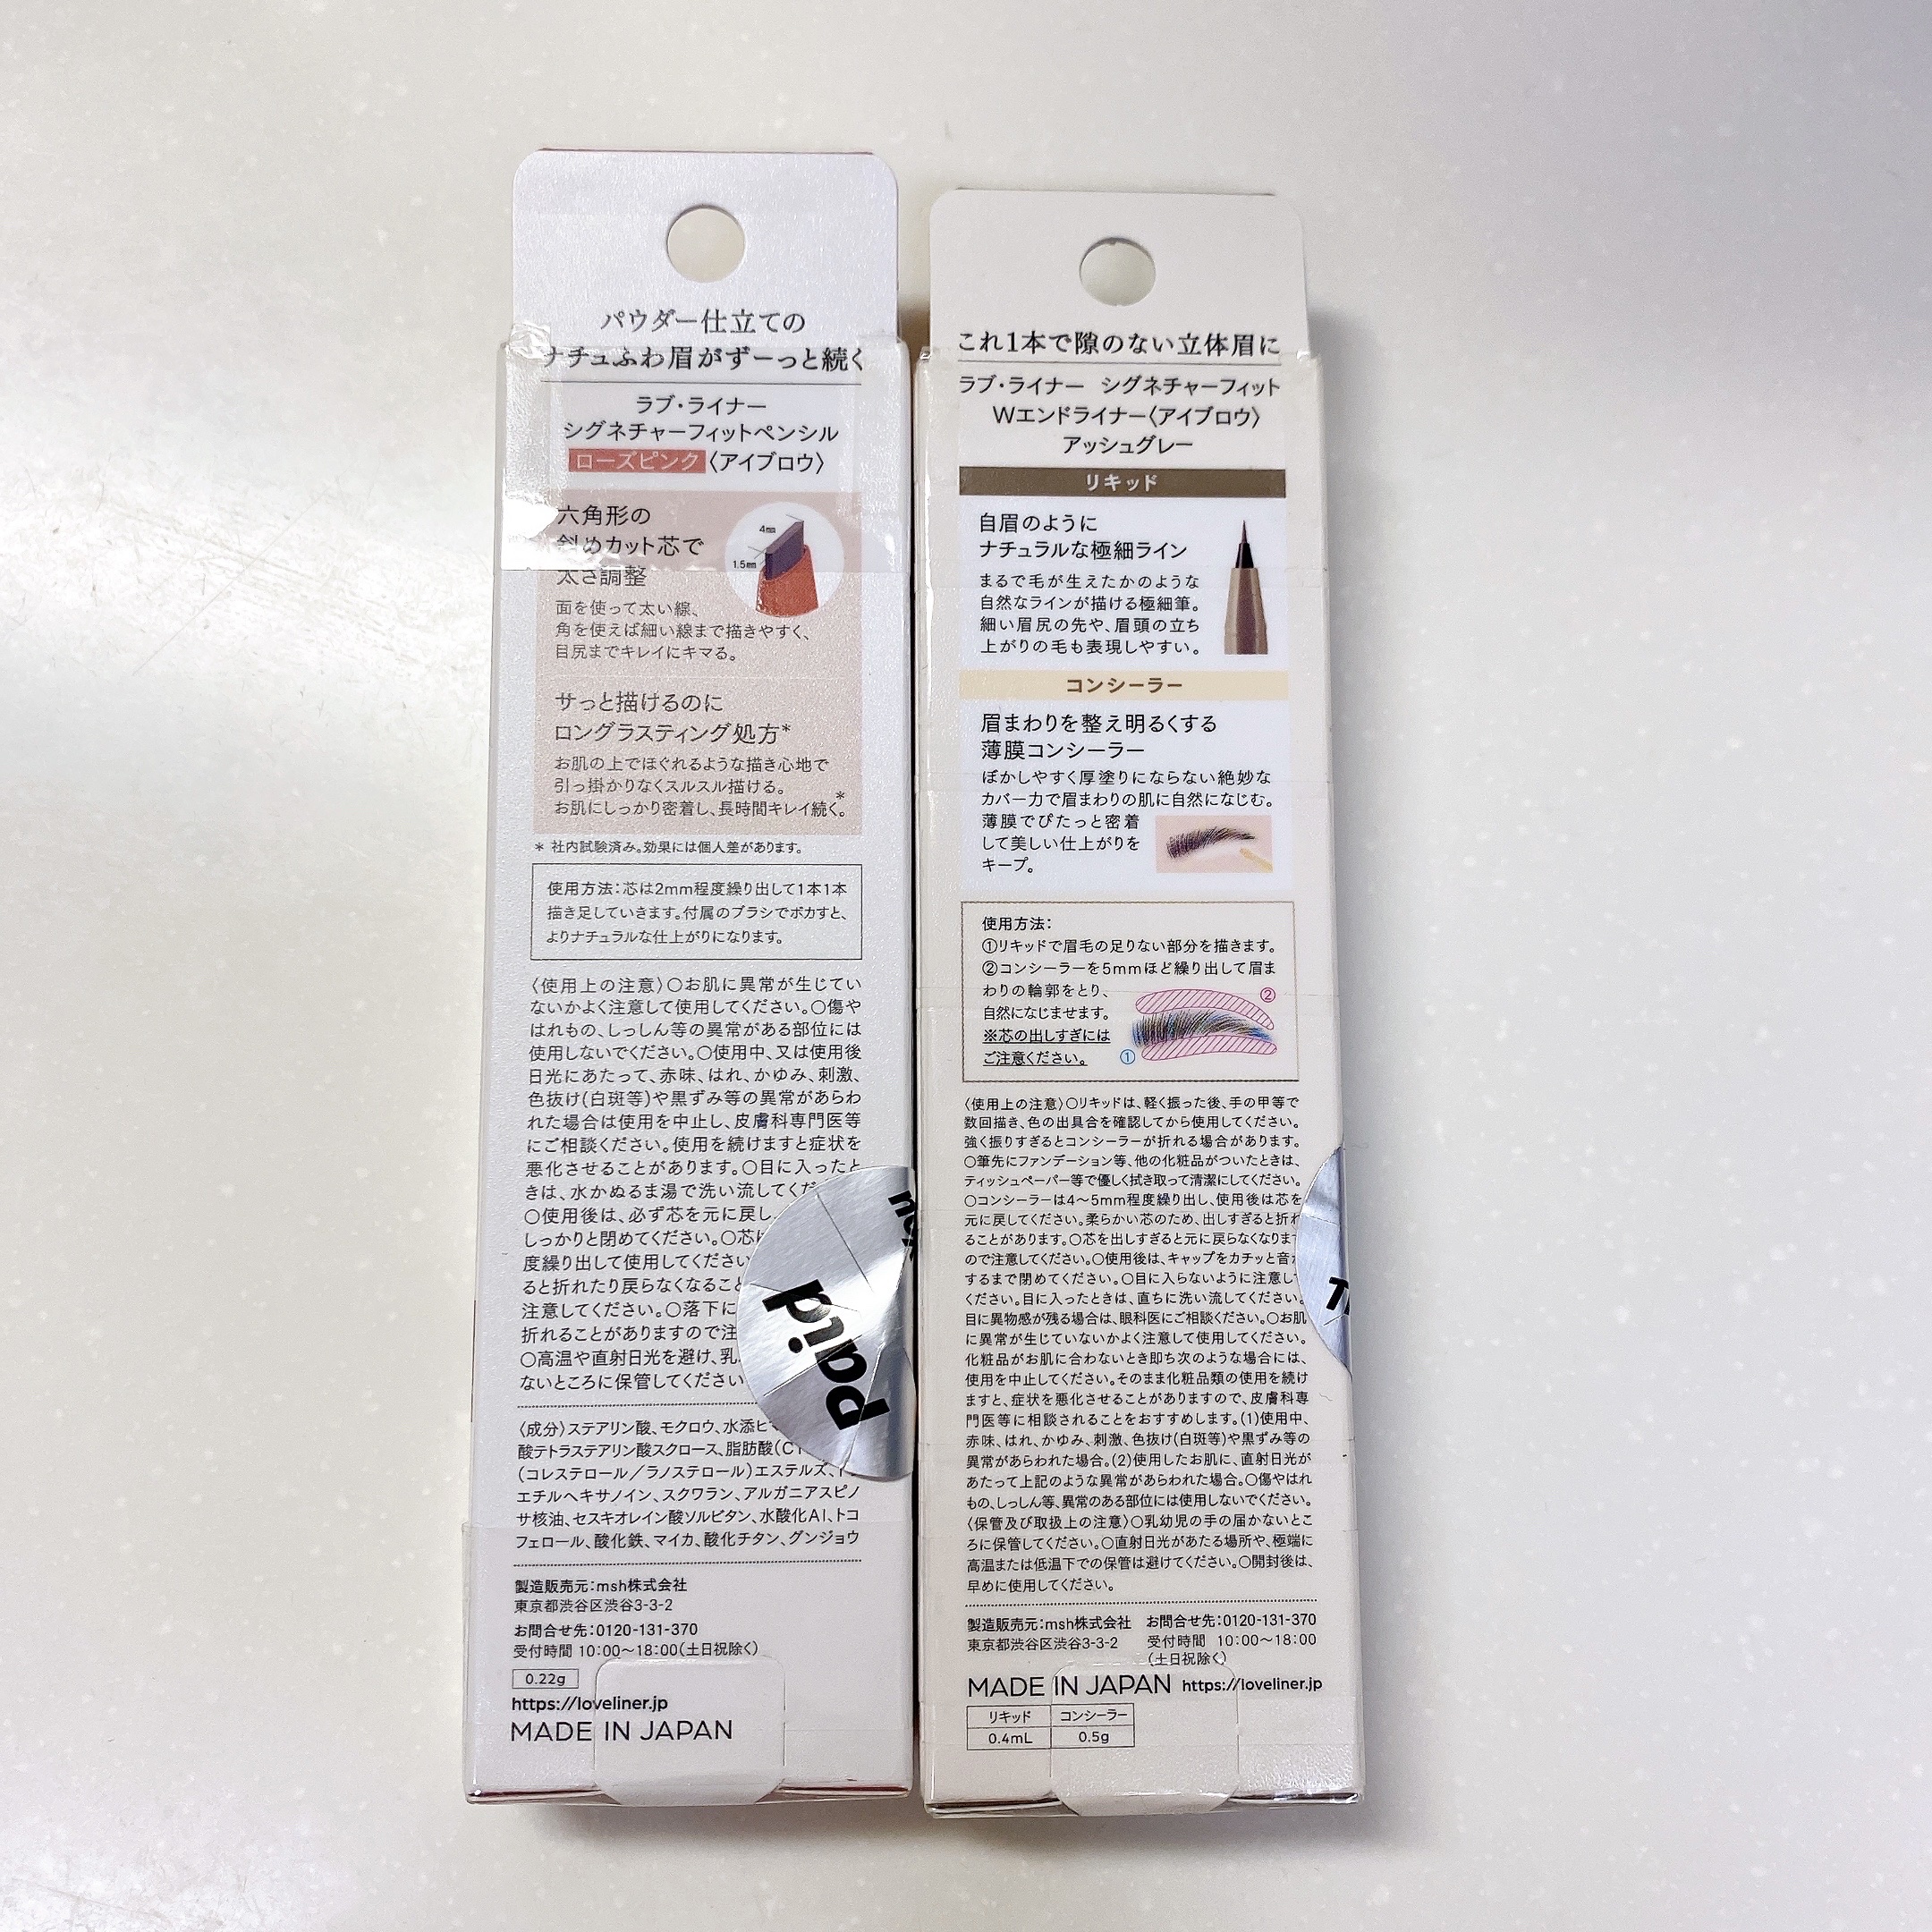 パウダー仕立ての
ナチュふわ眉がずーっと続く
ラブ・ライナー
シグネチャーフィットペンシル
ローズピンク〈アイブロウ〉
六角形の
斜めカット芯で
太さ調整
4mm
1.5mm
面を使って太い線、
角を使えば細い線まで描きやすく、
目尻までキレイにキマる。
サっと描けるのに
ロングラスティング処方*
お肌の上でほぐれるような描き心地で
引っ掛かりなくスルスル描ける。
お肌にしっかり密着し、長時間キレイ続く。*
* 社内試験済み。効果には個人差があります。
使用方法：芯は2mm程度繰り出して1本1本
描き足していきます。付属のブラシでボカすと、
よりナチュラルな仕上がりになります。
〈使用上の注意〉○お肌に異常が生じてい
ないかよく注意して使用してください。○傷や
はれもの、しっしん等の異常がある部位には
使用しないでください。○使用中、又は使用後
日光にあたって、赤味、はれ、かゆみ、刺激、
色抜け(白斑等)や黒ずみ等の異常があらわ
れた場合は使用を中止し、皮膚科専門医等
にご相談ください。使用を続けますと症状を
悪化させることがあります。○目に入ったと
きは、水かぬるま湯で洗い流してくだ
○使用後は、必ず芯を元に戻し、
しっかりと閉めてください。○芯は
度繰り出して使用してください
ると折れたり戻らなくなること
注意してください。○落下に
折れることがありますので注
○高温や直射日光を避け、乳
ないところに保管してください
〈成分〉ステアリン酸、モクロウ、水添ヒマ
酸テトラステアリン酸スクロース、脂肪酸(C1
(コレステロール／ラノステロール)エステルズ、
エチルヘキサノイン、スクワラン、アルガニアスピノ
サ核油、セスキオレイン酸ソルビタン、水酸化Al、トコ
フェロール、酸化鉄、マイカ、酸化チタン、グンジョウ
製造販売元：msh株式会社
東京都渋谷区渋谷3-3-2
お問合せ先：0120-131-370
受付時間 10:00～18:00(土日祝除く)
0.22g
https://loveliner.jp
MADE IN JAPAN
paid
これ1本で隙のない立体眉に
ラブ・ライナー シグネチャーフィット
Wエンドライナー〈アイブロウ〉
アッシュグレー
リキッド
自眉のように
ナチュラルな極細ライン
まるで毛が生えたかのような
自然なラインが描ける極細筆。
細い眉尻の先や、眉頭の立ち
上がりの毛も表現しやすい。
コンシーラー
眉まわりを整え明るくする
薄膜コンシーラー
ぼかしやすく厚塗りにならない絶妙な
カバー力で眉まわりの肌に自然になじむ。
薄膜でぴたっと密着
して美しい仕上がりを
キープ。
使用方法：
①リキッドで眉毛の足りない部分を描きます。
②コンシーラーを5mmほど繰り出して眉ま
わりの輪郭をとり、
自然になじませます。
※芯の出しすぎには
ご注意ください。
②
①
〈使用上の注意〉○リキッドは、軽く振った後、手の甲等で
数回描き、色の出具合を確認してから使用してください。
強く振りすぎるとコンシーラーが折れる場合があります。
○筆先にファンデーション等、他の化粧品がついたときは、
ティッシュペーパー等で優しく拭き取って清潔にしてください。
○コンシーラーは4～5mm程度繰り出し、使用後は芯を
元に戻してください。柔らかい芯のため、出しすぎると折れ
ることがあります。○芯を出しすぎると元に戻らなくなります
ので注意してください。○使用後は、キャップをカチッと音が
するまで閉めてください。○目に入らないように注意して
ください。目に入ったときは、直ちに洗い流してください。
目に異物感が残る場合は、眼科医にご相談ください。○お肌
に異常が生じていないかよく注意して使用してください。
化粧品がお肌に合わないとき即ち次のような場合には、
使用を中止してください。そのまま化粧品類の使用を続け
ますと、症状を悪化させることがありますので、皮膚科専
門医等に相談されることをおすすめします。(1)使用中、
赤味、はれ、かゆみ、刺激、色抜け(白斑等)や黒ずみ等の
異常があらわれた場合。(2)使用したお肌に、直射日光が
あたって上記のような異常があらわれた場合。○傷やはれ
もの、しっしん等、異常のある部位には使用しないでください。
〈保管及び取扱上の注意〉○乳幼児の手の届かないとこ
ろに保管してください。○直射日光があたる場所や、極端に
高温または低温下での保管は避けてください。○開封後は、
早めに使用してください。
製造販売元：msh株式会社 お問合せ先：0120-131-370
東京都渋谷区渋谷3-3-2 受付時間 10:00～18:00
(土日祝除く)
MADE IN JAPAN https://loveliner.jp
リキッド コンシーラー
0.4mL 0.5g